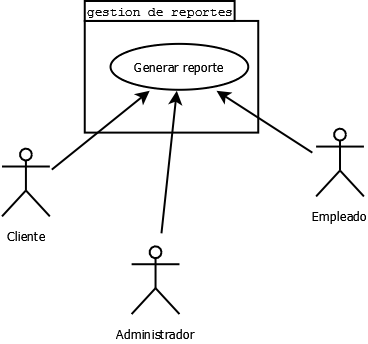 gestion de reportes
Generar reporte
Cliente
Empleado
Administrador